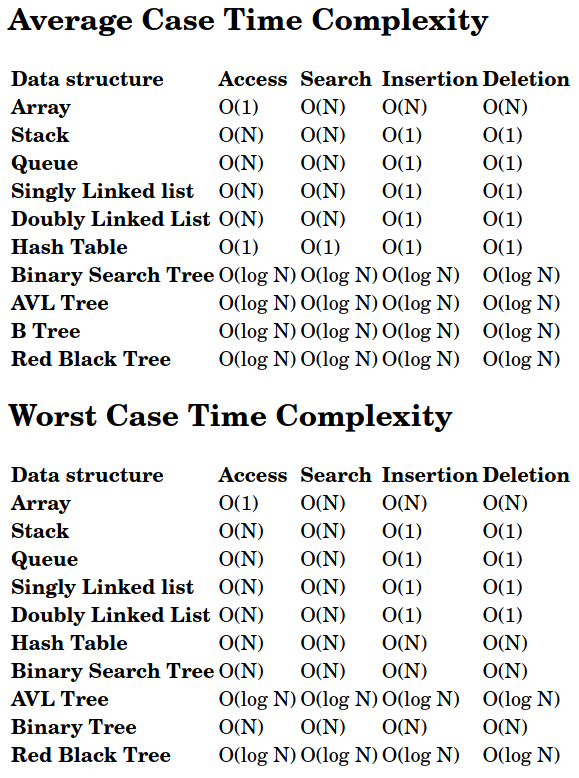 Average Case Time Complexity
Data structure Access Search Insertion Deletion
Array O(1) O(N) O(N) O(N)
Stack O(N) O(N) O(1) O(1)
Queue O(N) O(N) O(1) O(1)
Singly Linked list O(N) O(N) O(1) O(1)
Doubly Linked List O(N) O(N) O(1) O(1)
Hash Table O(1) O(1) O(1) O(1)
Binary Search Tree O(log N) O(log N) O(log N) O(log N)
AVL Tree O(log N) O(log N) O(log N) O(log N)
B Tree O(log N) O(log N) O(log N) O(log N)
Red Black Tree O(log N) O(log N) O(log N) O(log N)
Worst Case Time Complexity
Data structure Access Search Insertion Deletion
Array O(1) O(N) O(N) O(N)
Stack O(N) O(N) O(1) O(1)
Queue O(N) O(N) O(1) O(1)
Singly Linked list O(N) O(N) O(1) O(1)
Doubly Linked List O(N) O(N) O(1) O(1)
Hash Table O(N) O(N) O(N) O(N)
Binary Search Tree O(N) O(N) O(N) O(N)
AVL Tree O(log N) O(log N) O(log N) O(log N)
Binary Tree O(N) O(N) O(N) O(N)
Red Black Tree O(log N) O(log N) O(log N) O(log N)